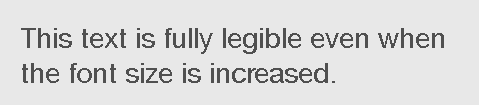 This text is fully legible even when
the font size is increased.